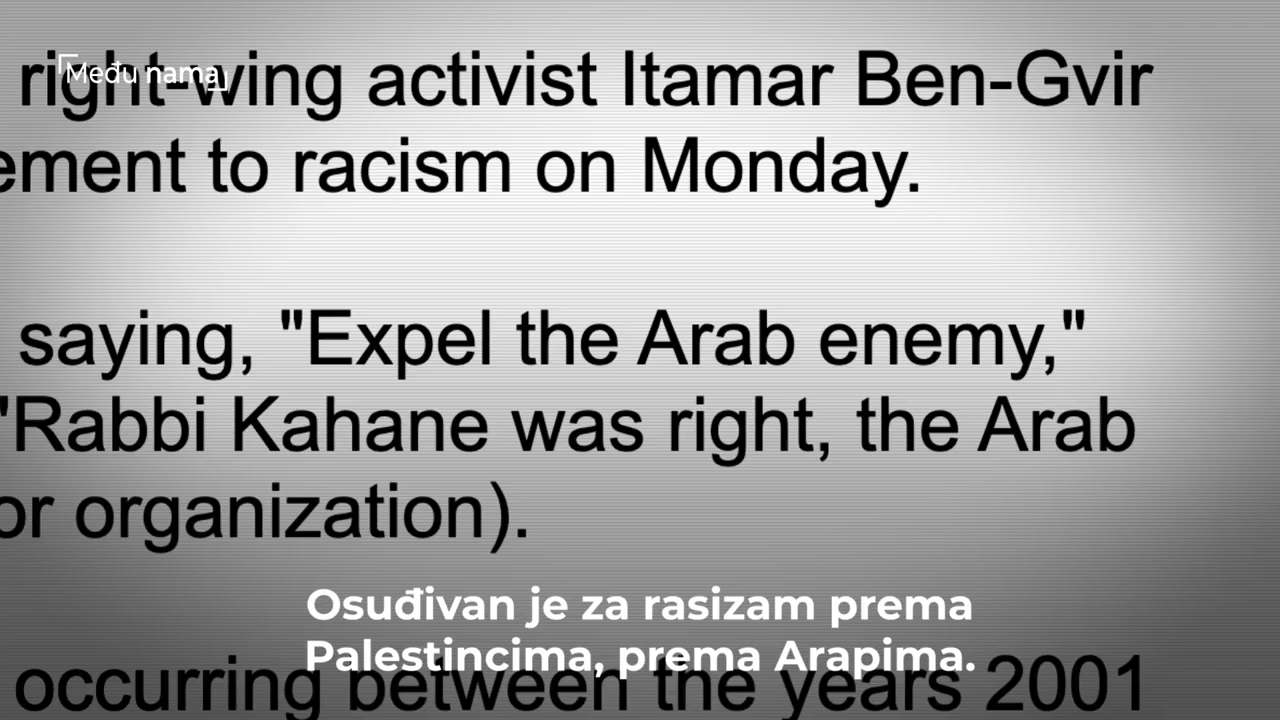 Među nama
right-wing activist Itamar Ben-Gvir
ement to racism on Monday.
saying, "Expel the Arab enemy,"
"Rabbi Kahane was right, the Arab
or organization).
Osuđivan je za rasizam prema
Palestincima, prema Arapima.
occurring between the years 2001